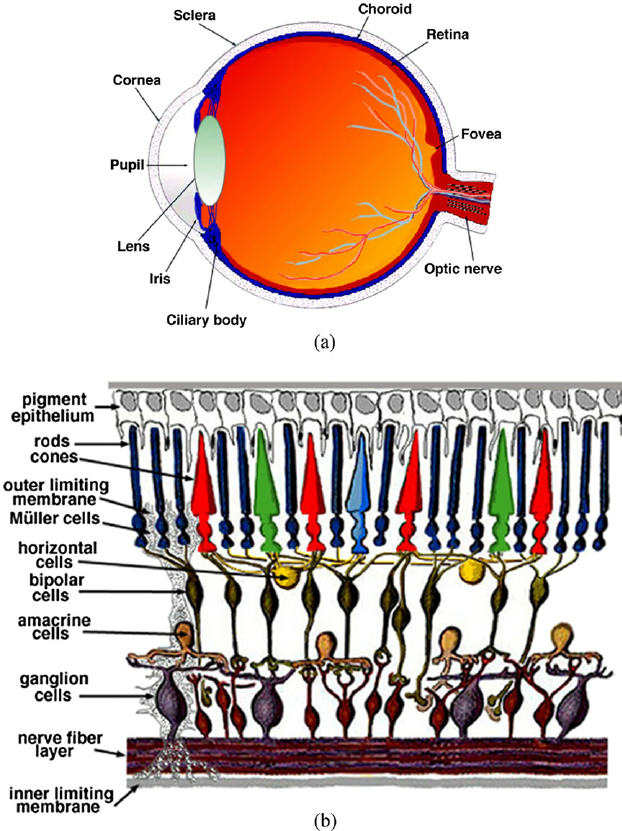 Sclera
Choroid
Retina
Cornea
Fovea
Pupil
Lens
Iris
Optic nerve
Ciliary body
(a)
pigment
epithelium
rods
cones
outer limiting
membrane
Müller cells
horizontal
cells
bipolar
cells
amacrine
cells
ganglion
cells
nerve fiber
layer
inner limiting
membrane
(b)